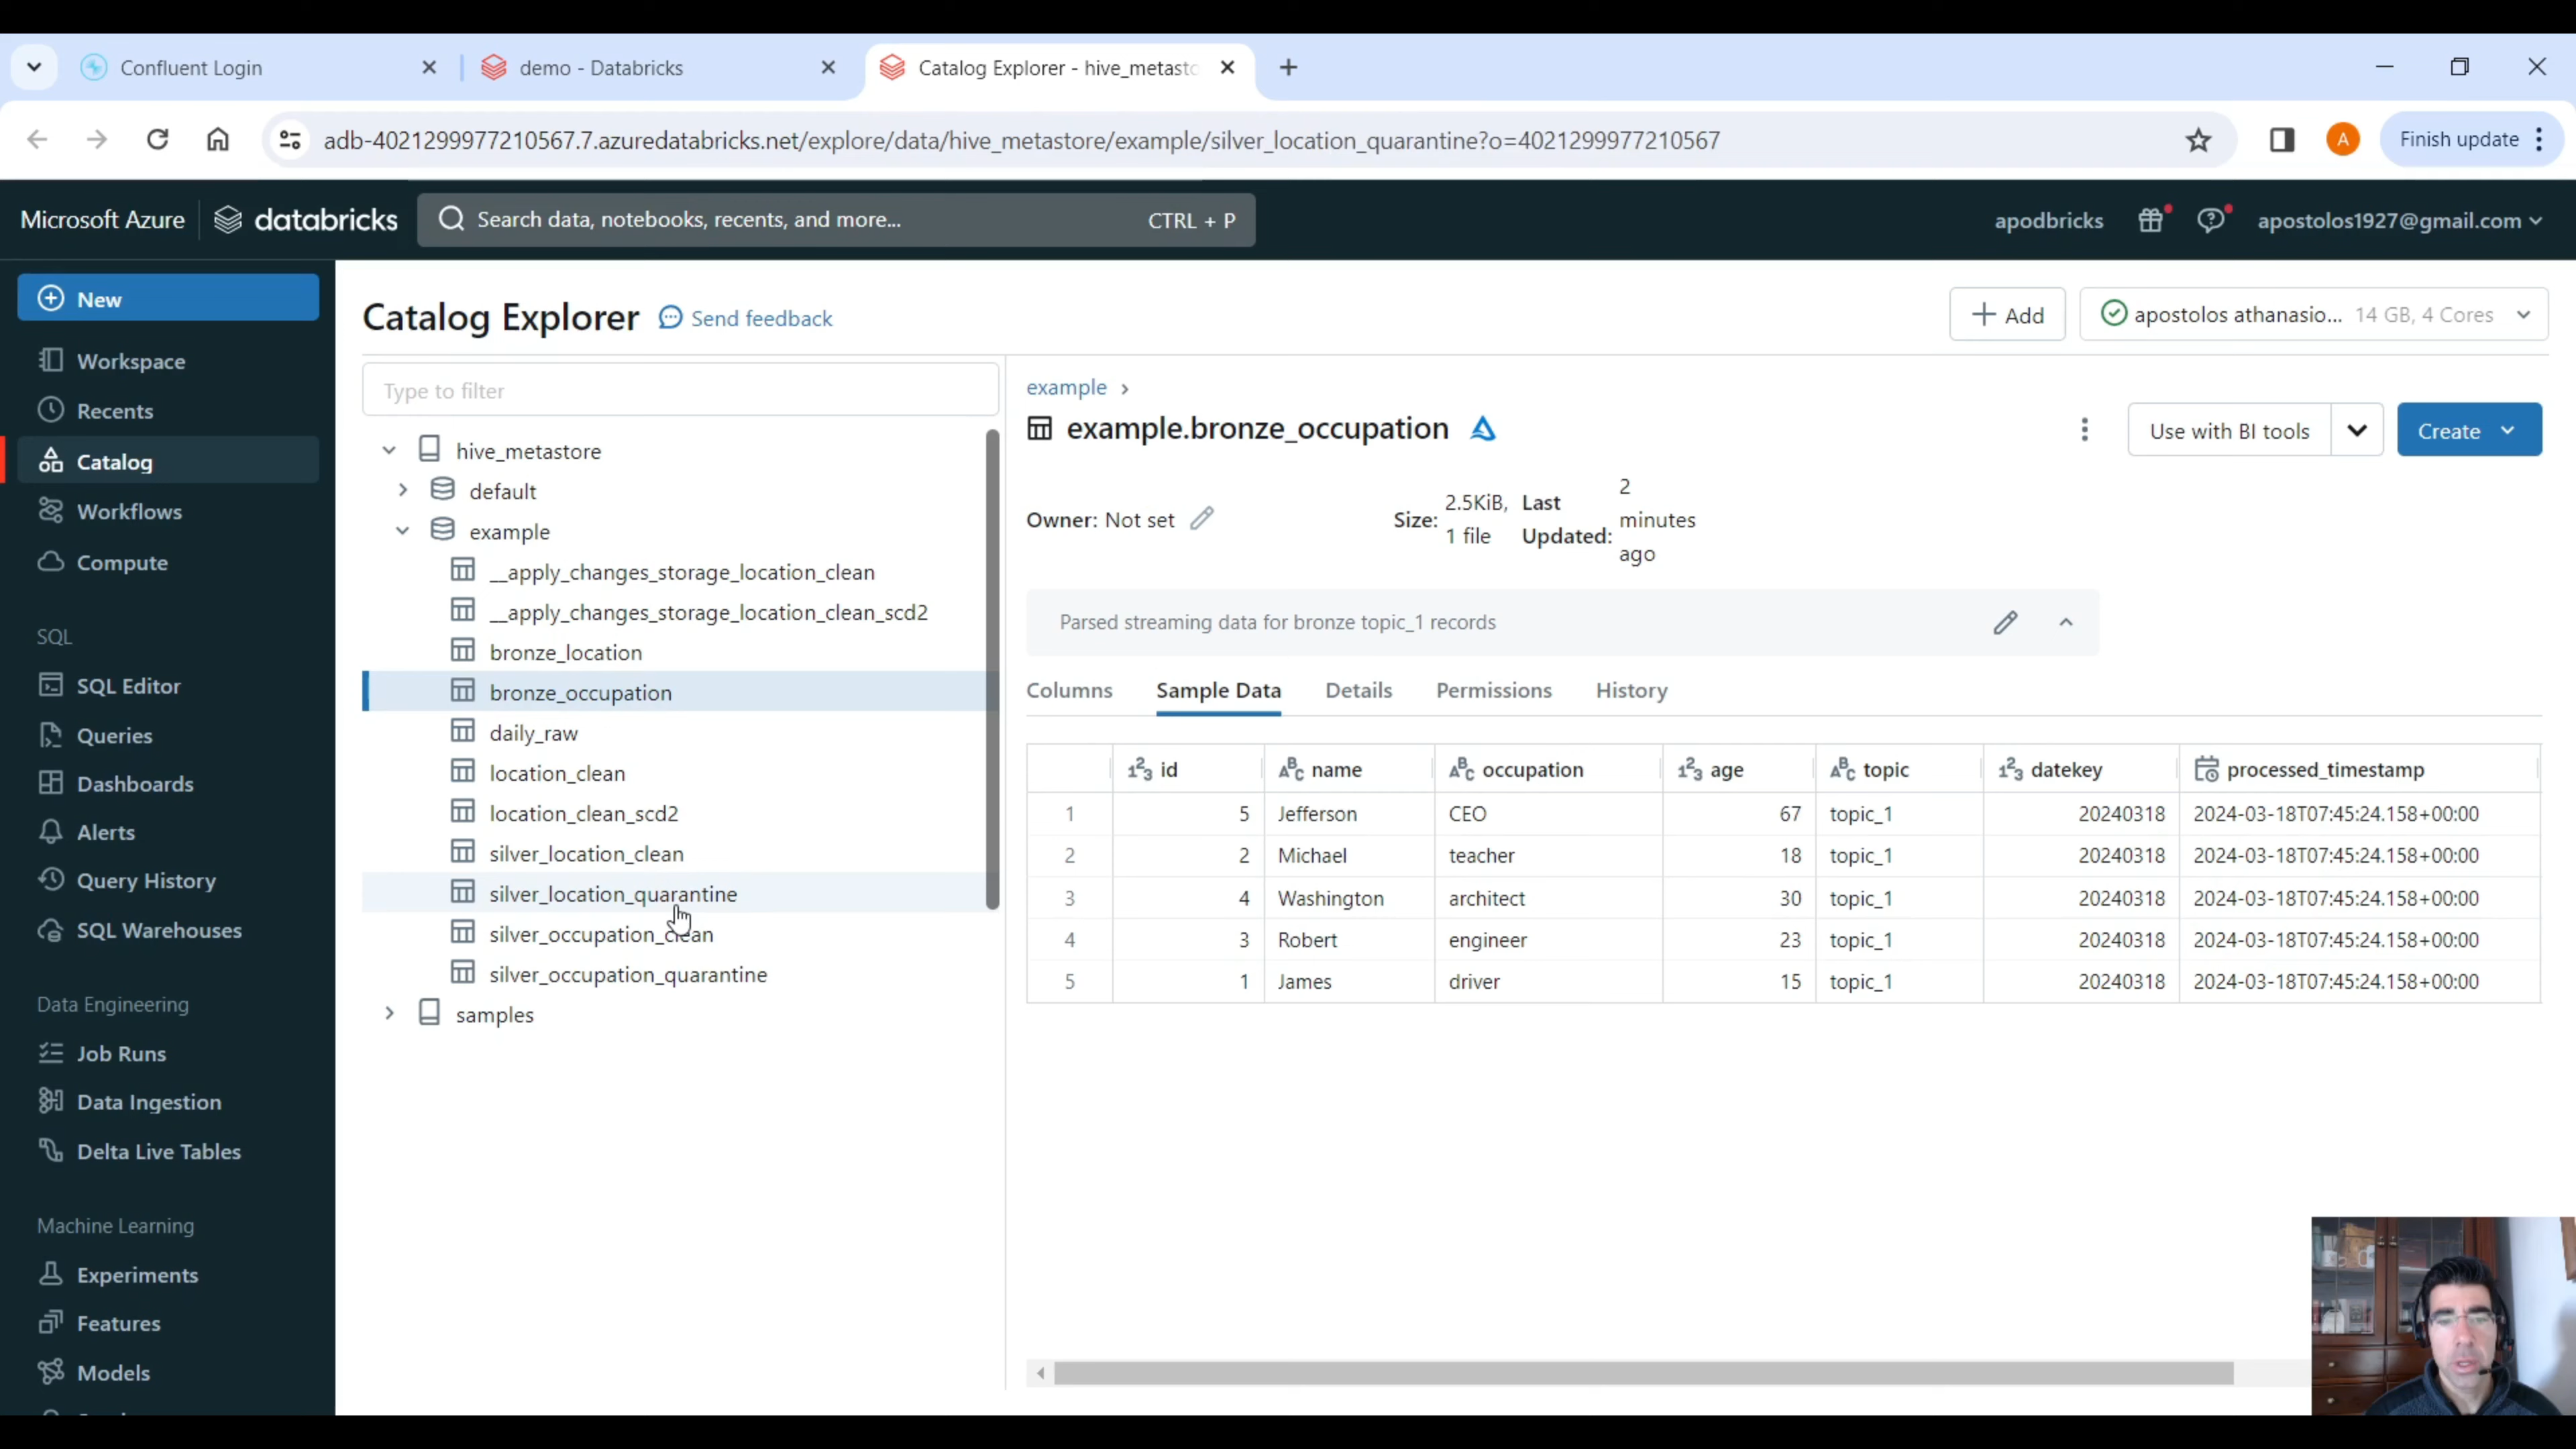 Confluent Login
demo - Databricks
Catalog Explorer - hive_metasto
adb-4021299977210567.7.azuredatabricks.net/explore/data/hive_metastore/example/silver_location_quarantine?o=4021299977210567
A
Finish update
Microsoft Azure
databricks
Search data, notebooks, recents, and more...
CTRL + P
apodbricks
apostolos1927@gmail.com
New
Workspace
Recents
Catalog
Workflows
Compute
SQL
SQL Editor
Queries
Dashboards
Alerts
Query History
SQL Warehouses
Data Engineering
Job Runs
Data Ingestion
Delta Live Tables
Machine Learning
Experiments
Features
Models
Catalog Explorer
Send feedback
Add
apostolos athanasio... 14 GB, 4 Cores
Type to filter
hive_metastore
default
example
__apply_changes_storage_location_clean
__apply_changes_storage_location_clean_scd2
bronze_location
bronze_occupation
daily_raw
location_clean
location_clean_scd2
silver_location_clean
silver_location_quarantine
silver_occupation_clean
silver_occupation_quarantine
samples
example
example.bronze_occupation
Use with BI tools
Create
Owner: Not set
Size: 2.5KiB, 1 file
Last Updated: 2 minutes ago
Parsed streaming data for bronze topic_1 records
Columns Sample Data Details Permissions History
id name occupation age topic datekey processed_timestamp
1 5 Jefferson CEO 67 topic_1 20240318 2024-03-18T07:45:24.158+00:00
2 2 Michael teacher 18 topic_1 20240318 2024-03-18T07:45:24.158+00:00
3 4 Washington architect 30 topic_1 20240318 2024-03-18T07:45:24.158+00:00
4 3 Robert engineer 23 topic_1 20240318 2024-03-18T07:45:24.158+00:00
5 1 James driver 15 topic_1 20240318 2024-03-18T07:45:24.158+00:00